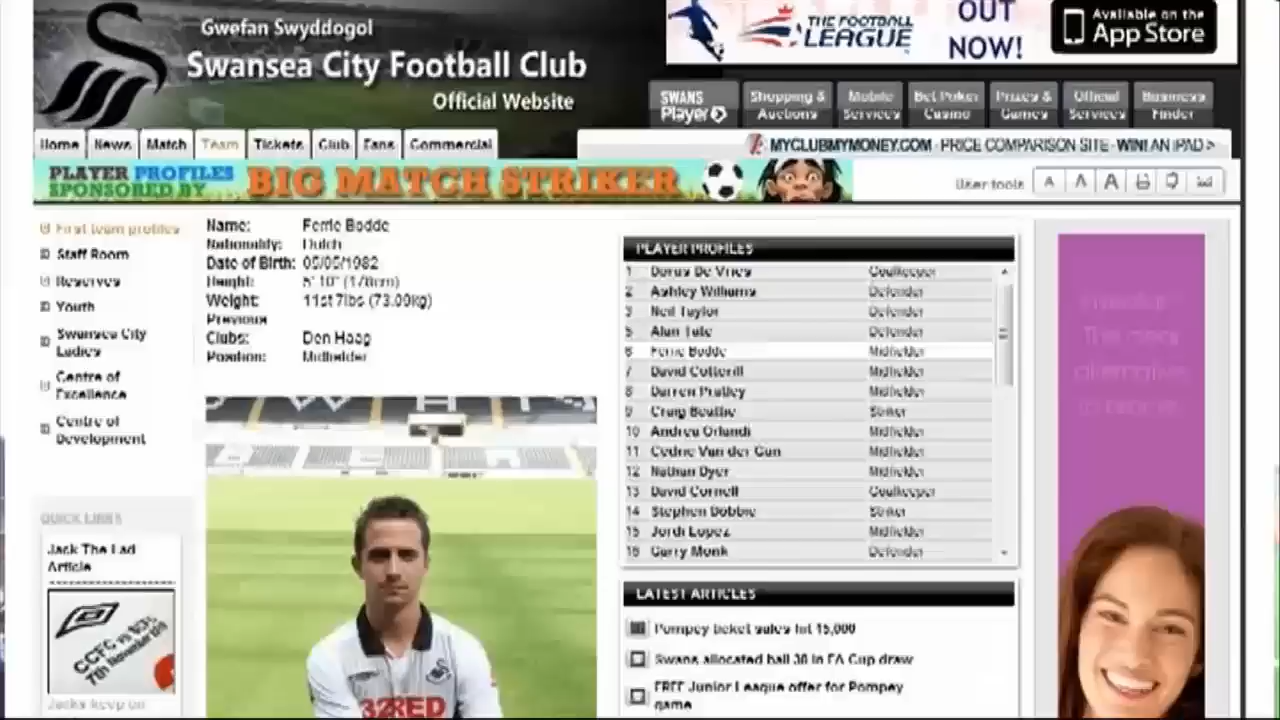 Gwefan Swyddogol
Swansea City Football Club
Official Website
THE FOOTBALL LEAGUE
OUT NOW!
Available on the App Store
SWANS Player
Shopping & Auctions
Mobile Services
Bet Poker Casino
Prizes & Games
Official Services
Business Finder
Home News Match Team Tickets Club Fans Commercial
MYCLUBMYMONEY.COM - PRICE COMPARISON SITE - WIN AN IPAD >
PLAYER PROFILES SPONSORED BY
BIG MATCH STRIKER
User tools A A A
First team profiles
Staff Room
Reserves
Youth
Swansea City
Ladies
Centre of
Excellence
Centre of
Development
QUICK LINKS
Jack The Lad
Article
CCFC vs SCFC
7th November
Jacks keep on
Name: Ferrie Bodde
Nationality: Dutch
Date of Birth: 05/05/1982
Height: 5' 10" (178cm)
Weight: 11st 7lbs (73.09kg)
Previous
Clubs: Den Haag
Position: Midfielder
32RED
PLAYER PROFILES
1 Dorus De Vries Goalkeeper
2 Ashley Williams Defender
3 Neil Taylor Defender
5 Alan Tate Defender
6 Ferrie Bodde Midfielder
7 David Cotterill Midfielder
8 Darren Pratley Midfielder
9 Craig Beattie Striker
10 Andrea Orlandi Midfielder
11 Cedric Van der Gun Midfielder
12 Nathan Dyer Midfielder
13 David Cornell Goalkeeper
14 Stephen Dobbie Striker
15 Jordi Lopez Midfielder
16 Garry Monk Defender
LATEST ARTICLES
Pompey ticket sales hit 15,000
Swans allocated ball 38 in FA Cup draw
FREE Junior League offer for Pompey
game